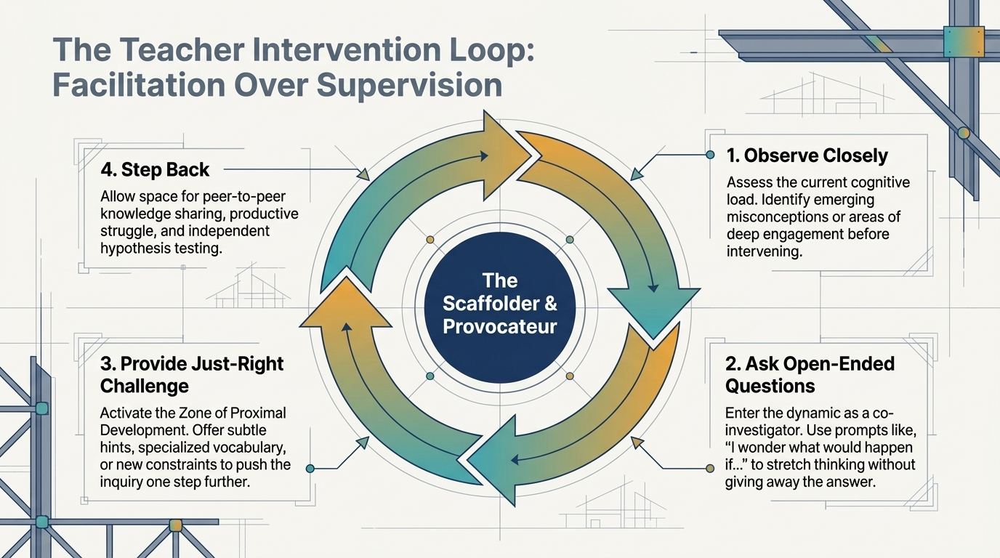 The Teacher Intervention Loop:
Facilitation Over Supervision
1. Observe Closely
Assess the current cognitive
load. Identify emerging
misconceptions or areas of
deep engagement before
intervening.
2. Ask Open-Ended
Questions
Enter the dynamic as a co-
investigator. Use prompts like,
“I wonder what would happen
if...” to stretch thinking without
giving away the answer.
3. Provide Just-Right
Challenge
Activate the Zone of Proximal
Development. Offer subtle
hints, specialized vocabulary,
or new constraints to push the
inquiry one step further.
4. Step Back
Allow space for peer-to-peer
knowledge sharing, productive
struggle, and independent
hypothesis testing.
The
Scaffolder &
Provocateur